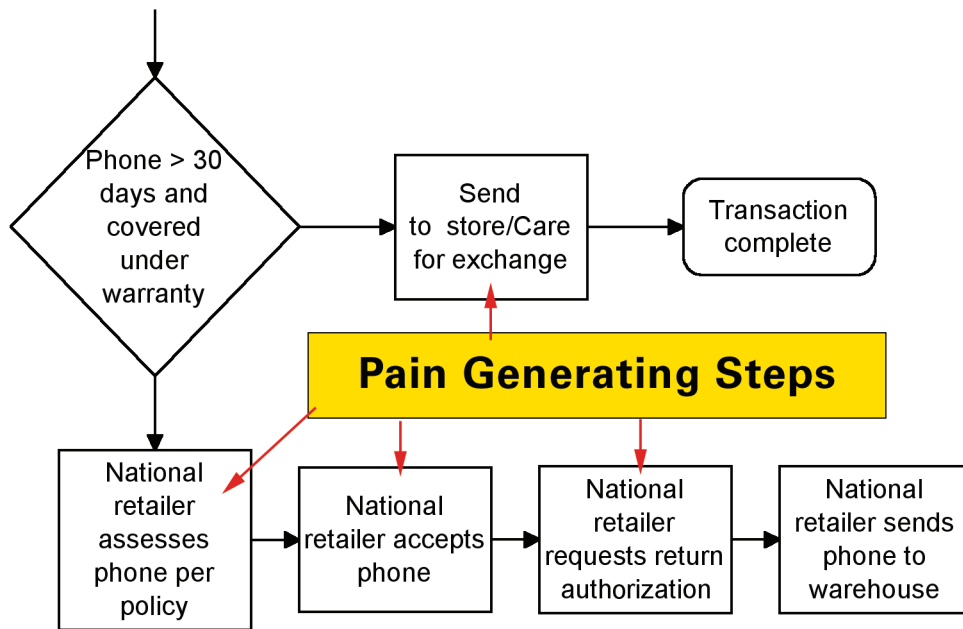 Phone > 30
days and
covered
under
warranty
Send
to store/Care
for exchange
Transaction
complete
Pain Generating Steps
National
retailer
assesses
phone per
policy
National
retailer accepts
phone
National
retailer
requests return
authorization
National
retailer sends
phone to
warehouse